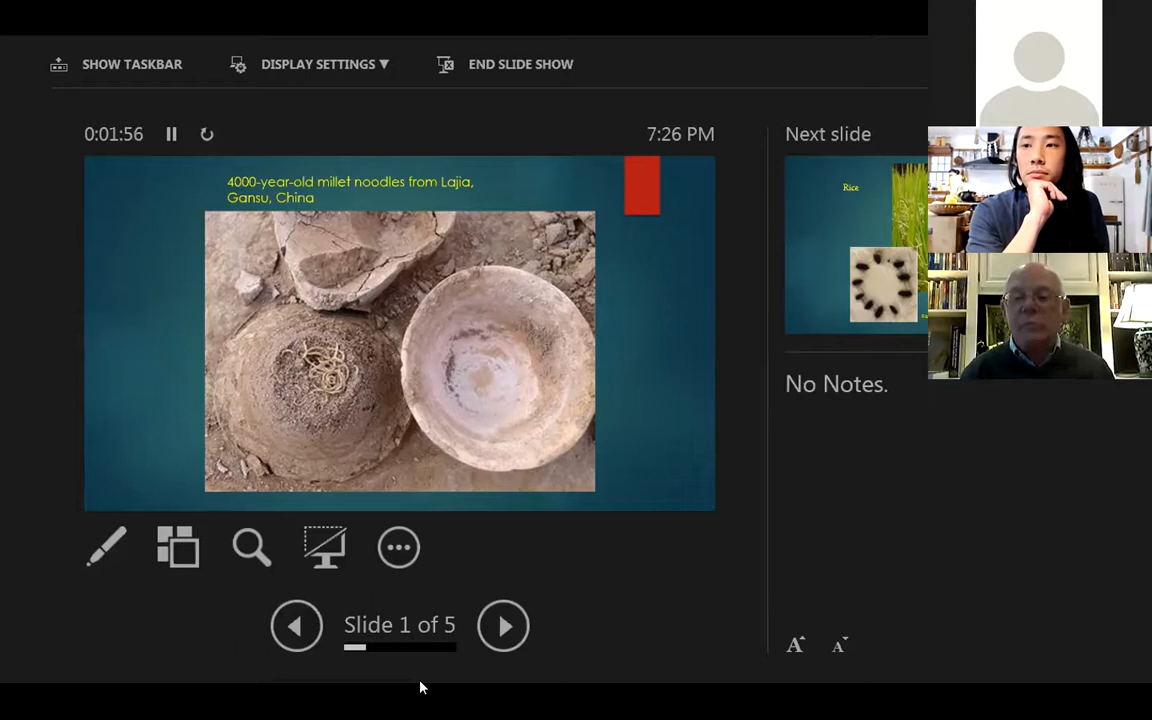 SHOW TASKBAR
DISPLAY SETTINGS ▼
END SLIDE SHOW
0:01:56
7:26 PM
Next slide
4000-year-old millet noodles from Lajia,
Gansu, China
Rice
No Notes.
Slide 1 of 5
A A